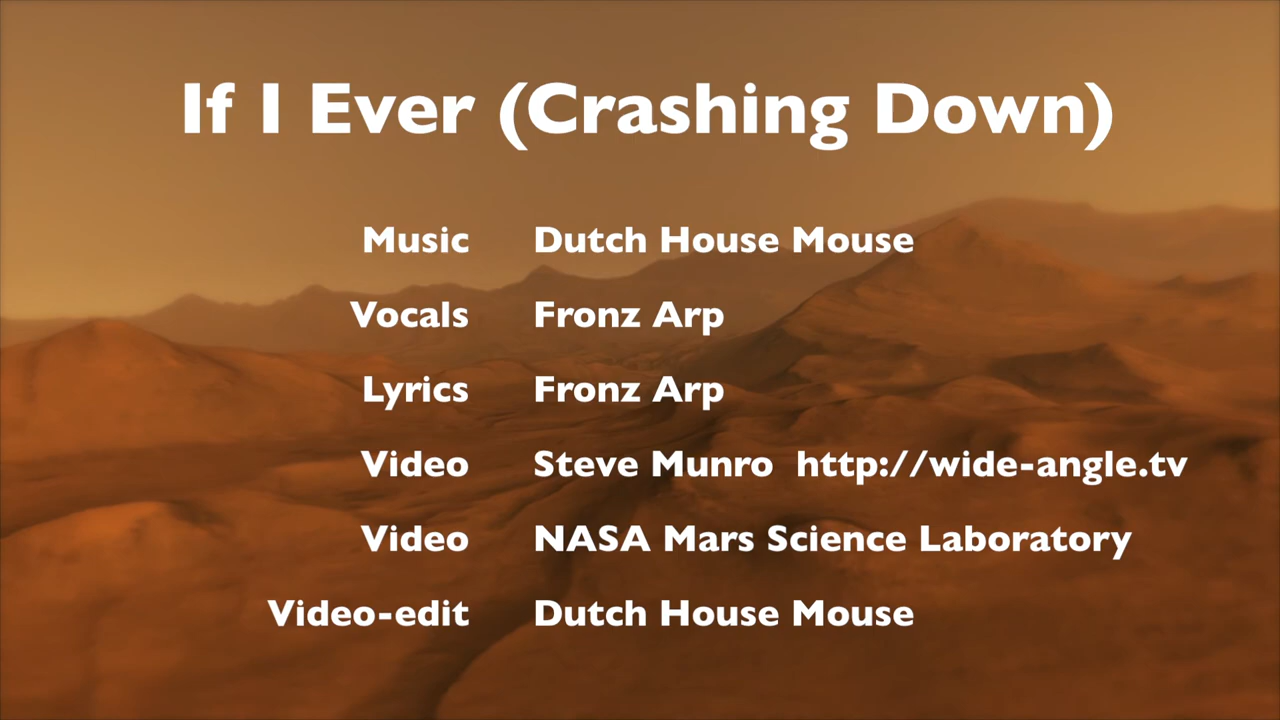 If I Ever (Crashing Down)
Music Dutch House Mouse
Vocals Fronz Arp
Lyrics Fronz Arp
Video Steve Munro http://wide-angle.tv
Video NASA Mars Science Laboratory
Video-edit Dutch House Mouse